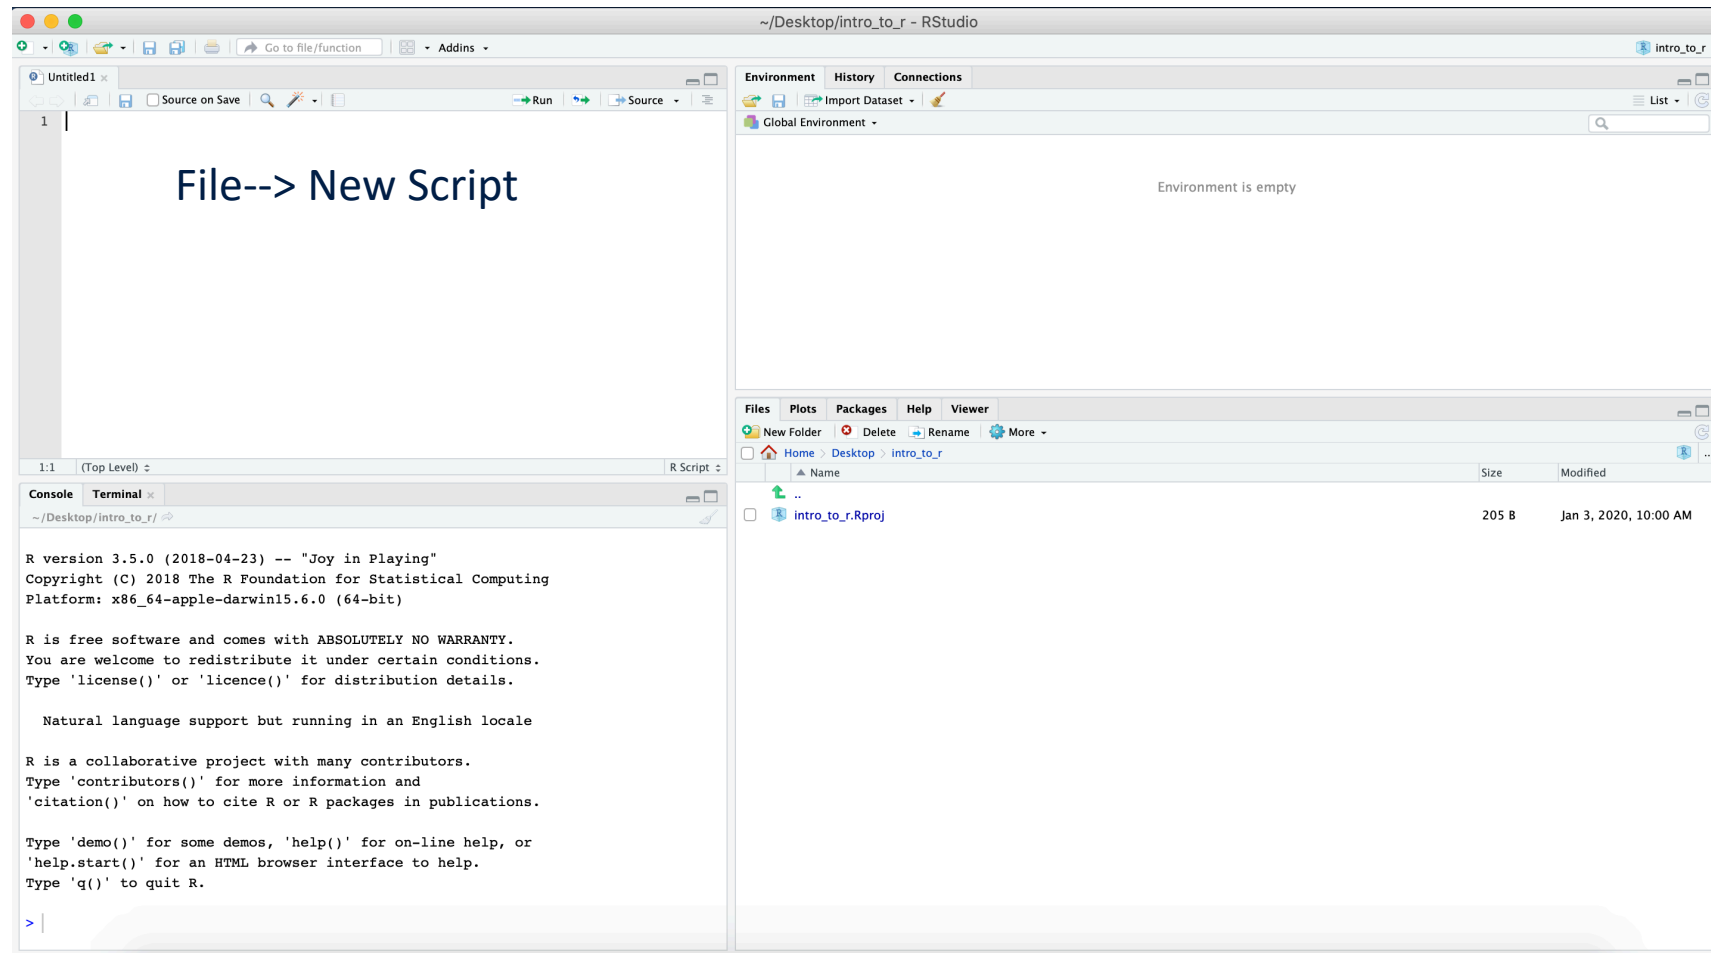 ~/Desktop/intro_to_r - RStudio
Go to file/function
Addins
intro_to_r
Untitled1
Source on Save
Run
Source
1
File--> New Script
1:1 (Top Level)
R Script
Console Terminal
~/Desktop/intro_to_r/
R version 3.5.0 (2018-04-23) -- "Joy in Playing"
Copyright (C) 2018 The R Foundation for Statistical Computing
Platform: x86_64-apple-darwin15.6.0 (64-bit)
R is free software and comes with ABSOLUTELY NO WARRANTY.
You are welcome to redistribute it under certain conditions.
Type 'license()' or 'licence()' for distribution details.
Natural language support but running in an English locale
R is a collaborative project with many contributors.
Type 'contributors()' for more information and
'citation()' on how to cite R or R packages in publications.
Type 'demo()' for some demos, 'help()' for on-line help, or
'help.start()' for an HTML browser interface to help.
Type 'q()' to quit R.
>
Environment History Connections
Import Dataset
List
Global Environment
Environment is empty
Files Plots Packages Help Viewer
New Folder Delete Rename More
Home > Desktop > intro_to_r
Name Size Modified
..
intro_to_r.Rproj 205 B Jan 3, 2020, 10:00 AM